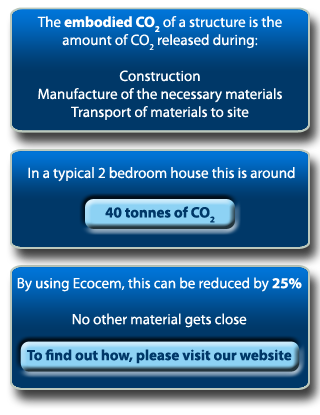 The embodied CO₂ of a structure is the
amount of CO₂ released during:
Construction
Manufacture of the necessary materials
Transport of materials to site
In a typical 2 bedroom house this is around
40 tonnes of CO₂
By using Ecocem, this can be reduced by 25%
No other material gets close
To find out how, please visit our website